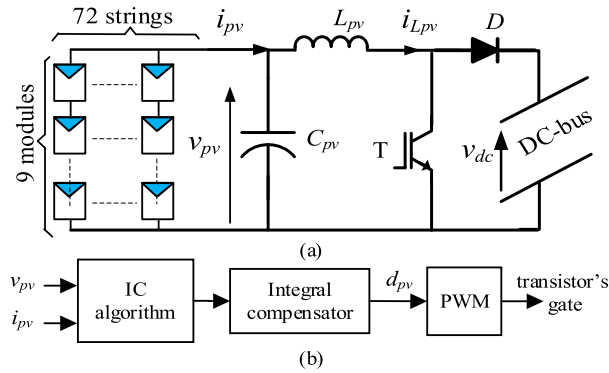 72 strings
i_pv
L_pv
i_Lpv
D
9 modules
v_pv
C_pv
T
v_dc
DC-bus
(a)
v_pv
i_pv
IC
algorithm
Integral
compensator
d_pv
PWM
transistor's
gate
(b)